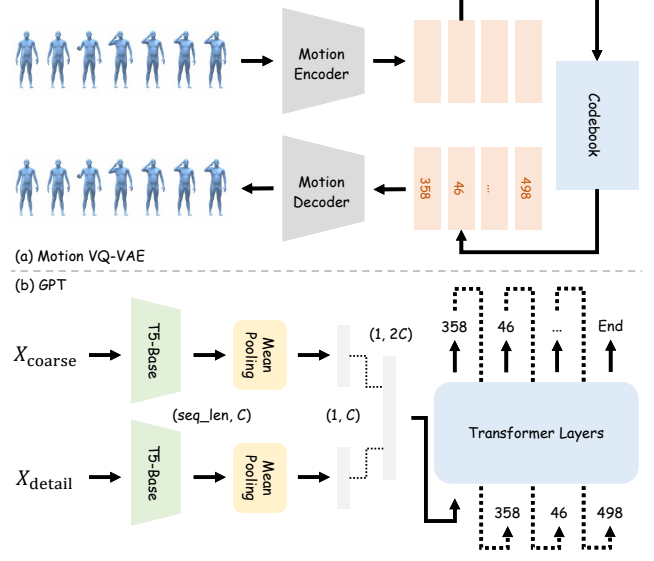 Motion
Encoder
Codebook
Motion
Decoder
358
46
...
498
(a) Motion VQ-VAE
(b) GPT
X_coarse
T5-Base
Mean
Pooling
(1, 2C)
358
46
...
End
(seq_len, C)
(1, C)
Transformer Layers
X_detail
T5-Base
Mean
Pooling
358
46
498